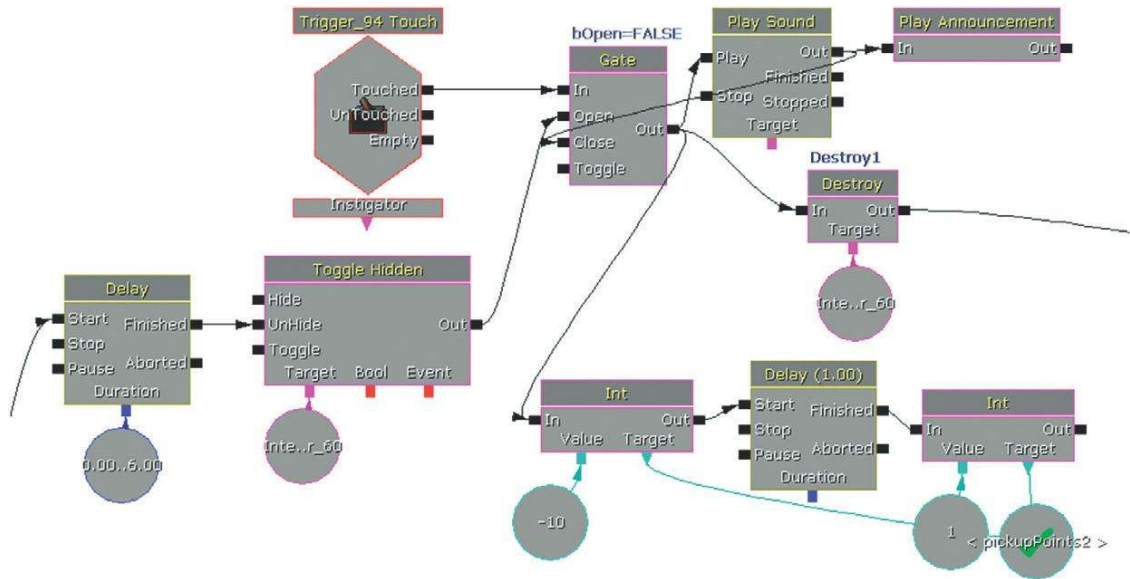 Trigger_94 Touch
Touched
UnTouched
Empty
Instigator
bOpen=FALSE
Gate
In
Open
Close
Toggle
Out
Play Sound
Play
Stop
Out
Finished
Stopped
Target
Play Announcement
In
Out
Destroy1
Destroy
In
Out
Target
Inte..r_60
Delay
Start
Stop
Pause
Finished
Aborted
Duration
0.00..6.00
Toggle Hidden
Hide
UnHide
Toggle
Out
Target
Bool
Event
Inte..r_60
Int
In
Out
Value
Target
-10
Delay (1.00)
Start
Stop
Pause
Finished
Aborted
Duration
Int
In
Out
Value
Target
1
< pickupPoints2 >